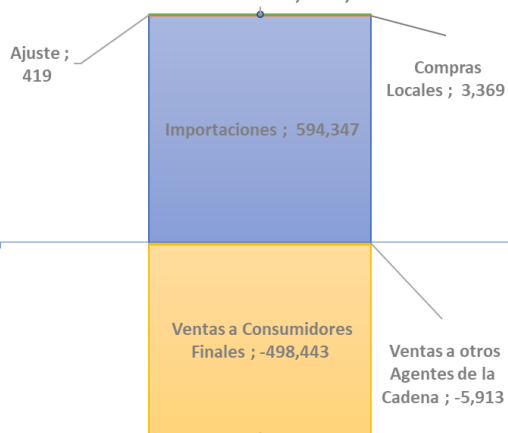 Ajuste ;
419
Compras
Locales ; 3,369
Importaciones ; 594,347
Ventas a Consumidores
Finales ; -498,443
Ventas a otros
Agentes de la
Cadena ; -5,913